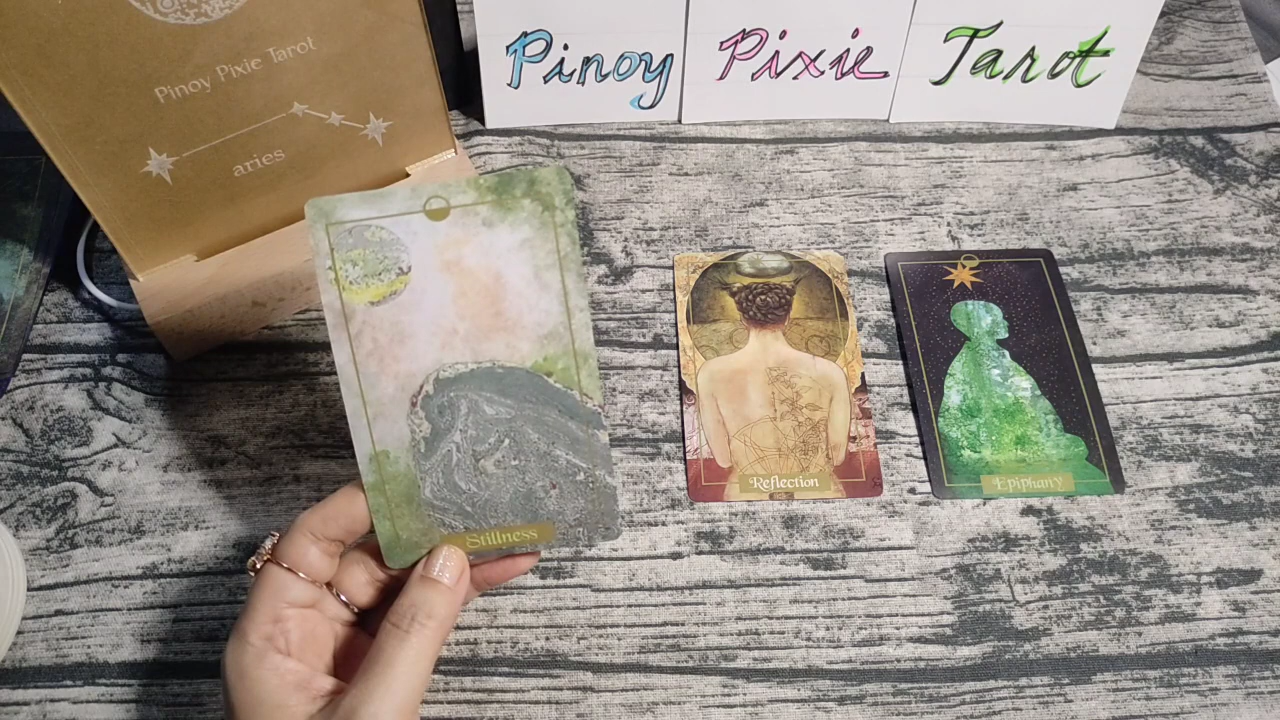 Pinoy Pixie Tarot
aries
Pinoy Pixie Tarot
Stillness
Reflection
Epiphany